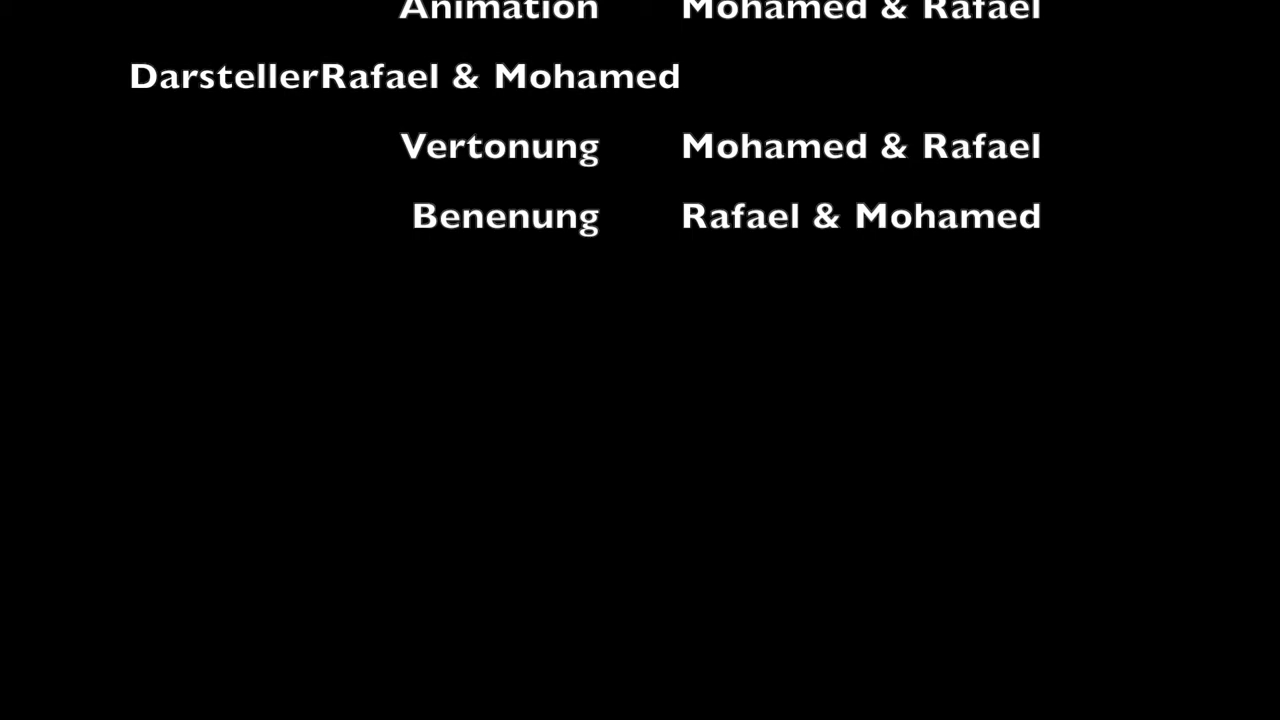 Animation Mohamed & Rafael
DarstellerRafael & Mohamed
Vertonung Mohamed & Rafael
Benenung Rafael & Mohamed